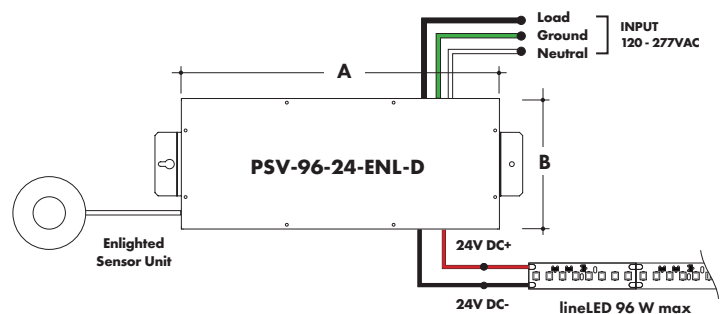 Load
Ground
Neutral
INPUT
120 - 277VAC
A
B
PSV-96-24-ENL-D
Enlighted
Sensor Unit
24V DC+
24V DC-
lineLED 96 W max